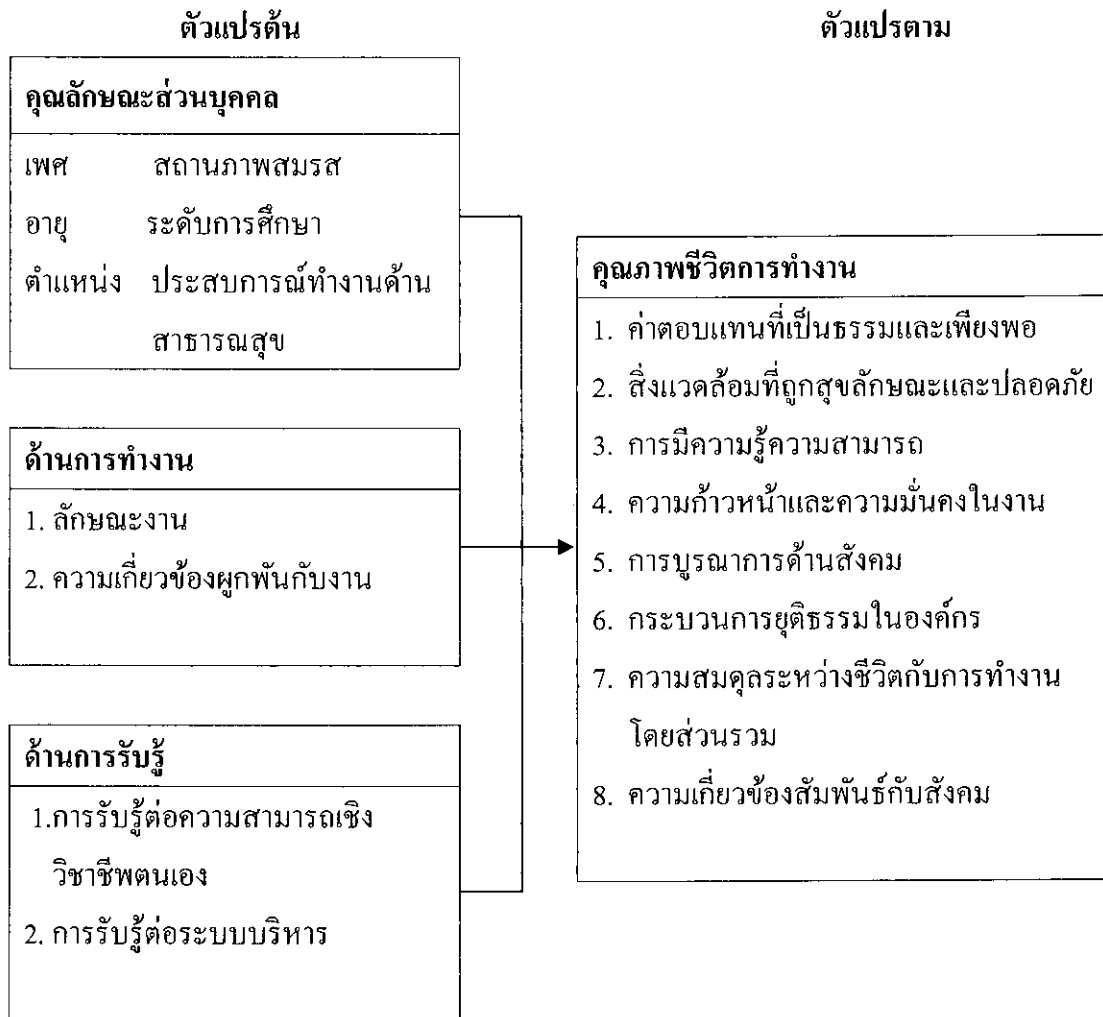 ตัวแปรต้น
คุณลักษณะส่วนบุคคล
เพศ สถานภาพสมรส
อายุ ระดับการศึกษา
ตำแหน่ง ประสบการณ์ทำงานด้าน
สาธารณสุข
ด้านการทำงาน
1. ลักษณะงาน
2. ความเกี่ยวข้องผูกพันกับงาน
ด้านการรับรู้
1.การรับรู้ต่อความสามารถเชิง
วิชาชีพตนเอง
2. การรับรู้ต่อระบบบริหาร
ตัวแปรตาม
คุณภาพชีวิตการทำงาน
1. ค่าตอบแทนที่เป็นธรรมและเพียงพอ
2. สิ่งแวดล้อมที่ถูกสุขลักษณะและปลอดภัย
3. การมีความรู้ความสามารถ
4. ความก้าวหน้าและความมั่นคงในงาน
5. การบูรณาการด้านสังคม
6. กระบวนการยุติธรรมในองค์กร
7. ความสมดุลระหว่างชีวิตกับการทำงาน
โดยส่วนรวม
8. ความเกี่ยวข้องสัมพันธ์กับสังคม